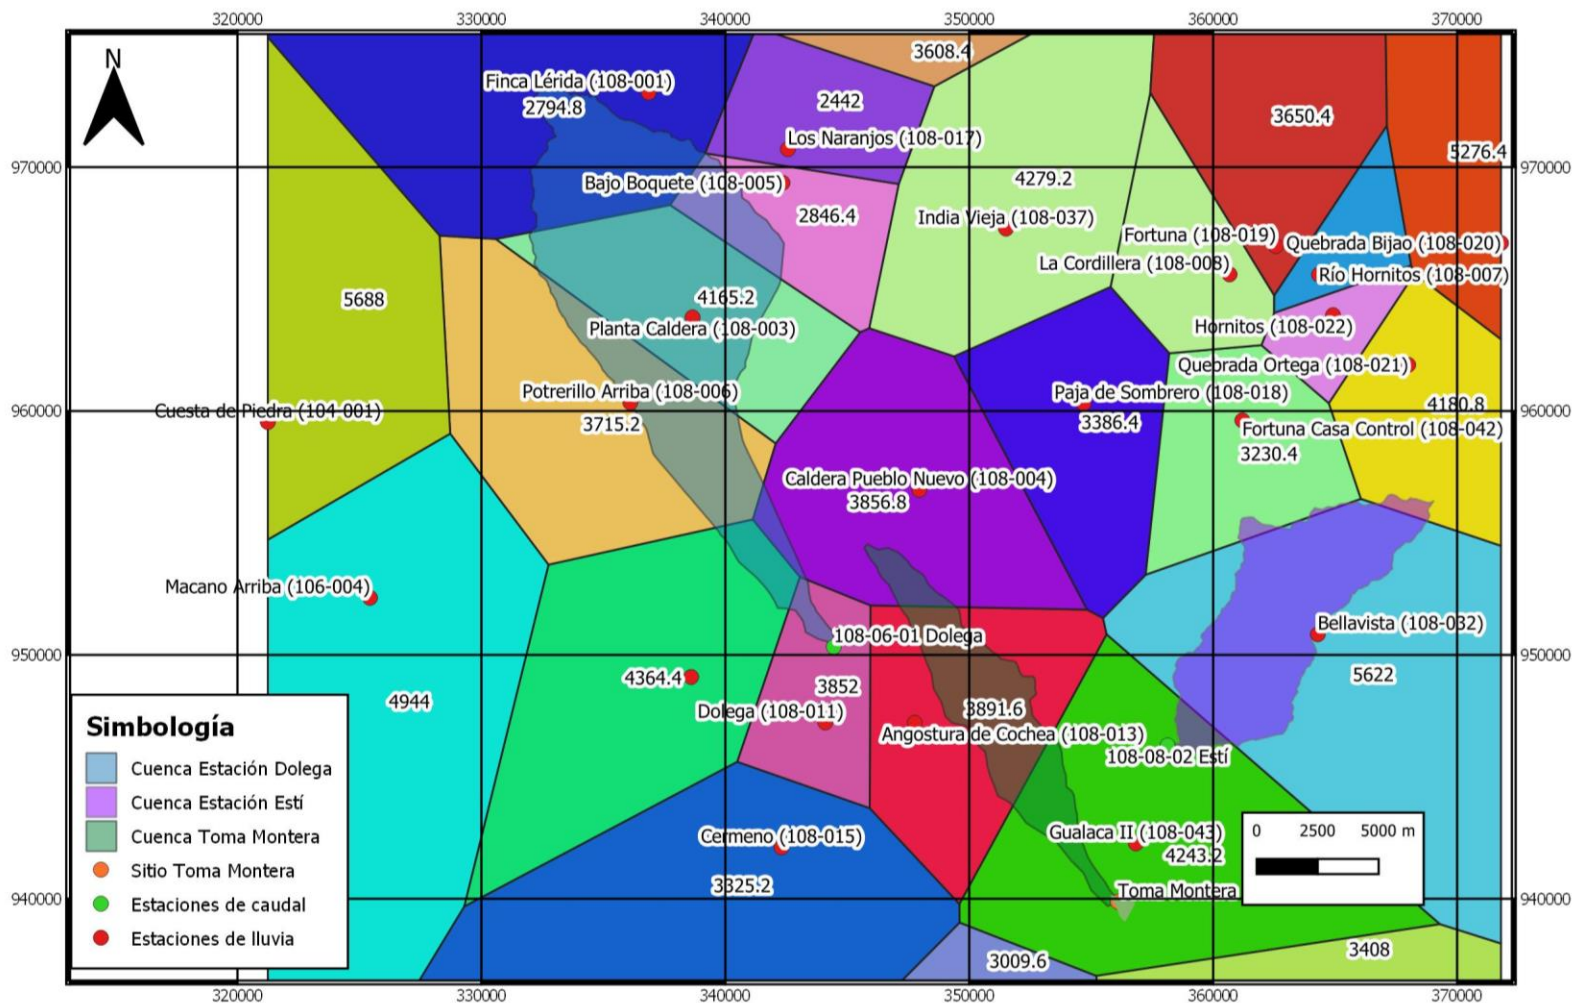 320000 330000 340000 350000 360000 370000
N
3608.4
Finca Lérida (108-001)
2794.8
2442
3650.4
Los Naranjos (108-017)
5276.4
970000 970000
Bajo Boquete (108-005)
4279.2
2846.4
India Vieja (108-037)
Fortuna (108-019)
Quebrada Bijao (108-020)
La Cordillera (108-008)
Río Hornitos (108-007)
5688
4165.2
Planta Caldera (108-003)
Hornitos (108-022)
Quebrada Ortega (108-021)
Potrerillo Arriba (108-006)
Paja de Sombrero (108-018)
4180.8
Cuesta de Piedra (104-001)
960000 960000
3715.2
3386.4
Fortuna Casa Control (108-042)
3230.4
Caldera Pueblo Nuevo (108-004)
3856.8
Macano Arriba (106-004)
Bellavista (108-032)
108-06-01 Dolega
950000 950000
4364.4
5622
3852
4944
3891.6
Dolega (108-011)
Angostura de Cochea (108-013)
108-08-02 Estí
Cermeno (108-015)
Gualaca II (108-043)
4243.2
3325.2
Toma Montera
940000 940000
3009.6
3408
Simbología
Cuenca Estación Dolega
Cuenca Estación Estí
Cuenca Toma Montera
Sitio Toma Montera
Estaciones de caudal
Estaciones de lluvia
0 2500 5000 m
320000 330000 340000 350000 360000 370000